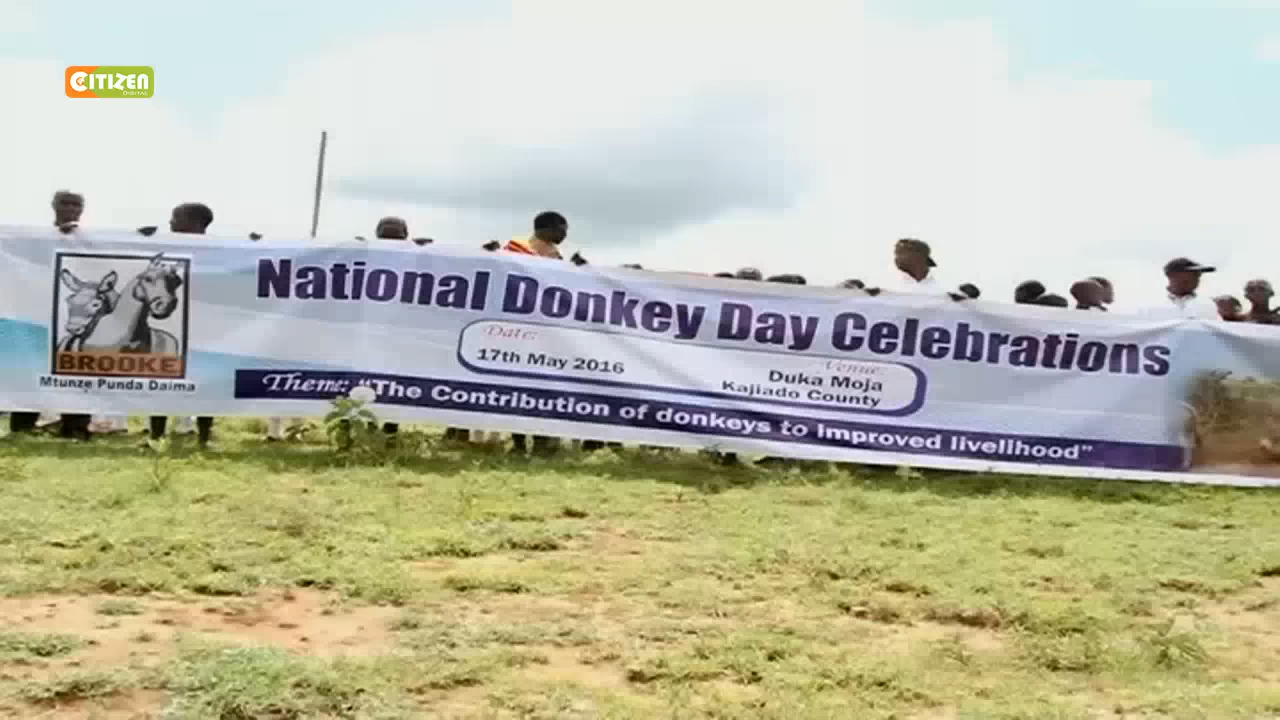 CITIZEN
DIGITAL
National Donkey Day Celebrations
Date:
17th May 2016
Venue:
Duka Moja
Kajiado County
BROOKE
Mtunze Punda Daima
Theme: "The Contribution of donkeys to improved livelihood"